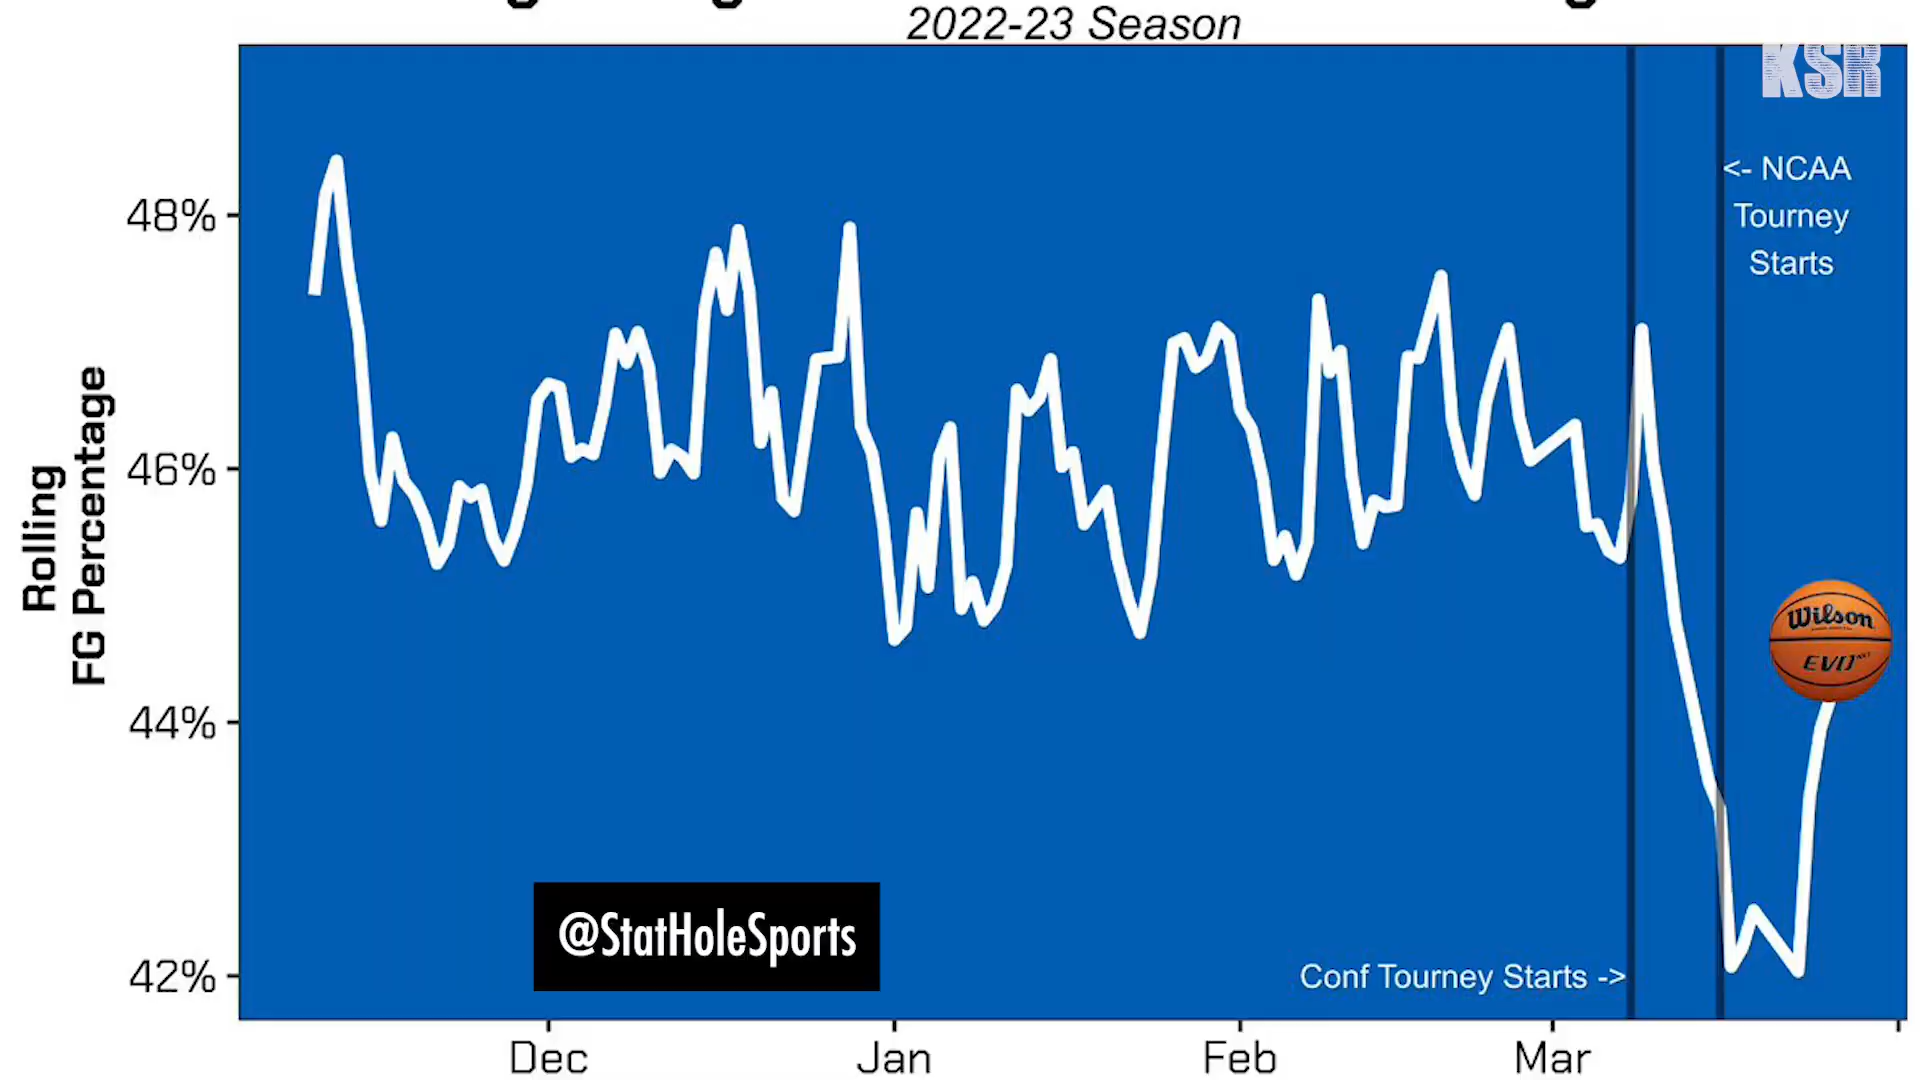 2022-23 Season
KSR
<- NCAA
Tourney
Starts
48%
46%
44%
42%
Rolling
FG Percentage
Wilson
EVO
@StatHoleSports
Conf Tourney Starts ->
Dec
Jan
Feb
Mar